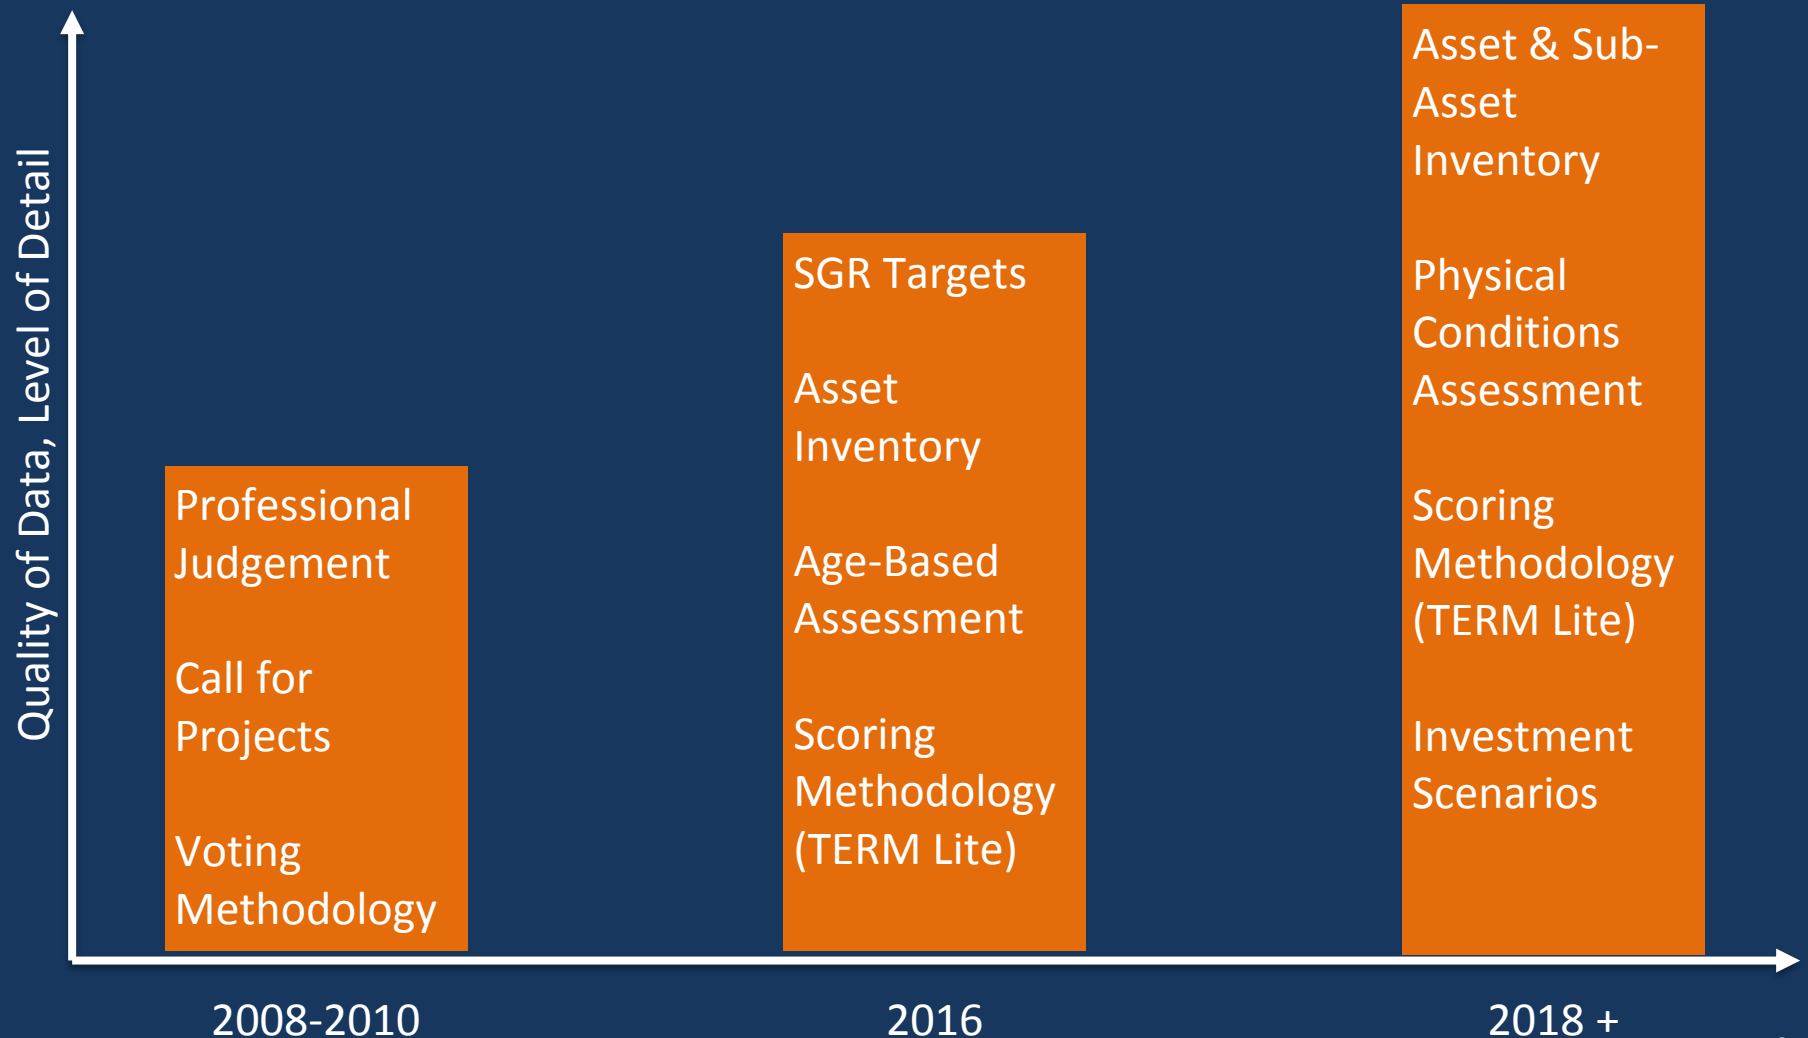 Quality of Data, Level of Detail
Professional
Judgement
Call for
Projects
Voting
Methodology
SGR Targets
Asset
Inventory
Age-Based
Assessment
Scoring
Methodology
(TERM Lite)
Asset & Sub-
Asset
Inventory
Physical
Conditions
Assessment
Scoring
Methodology
(TERM Lite)
Investment
Scenarios
2008-2010
2016
2018 +